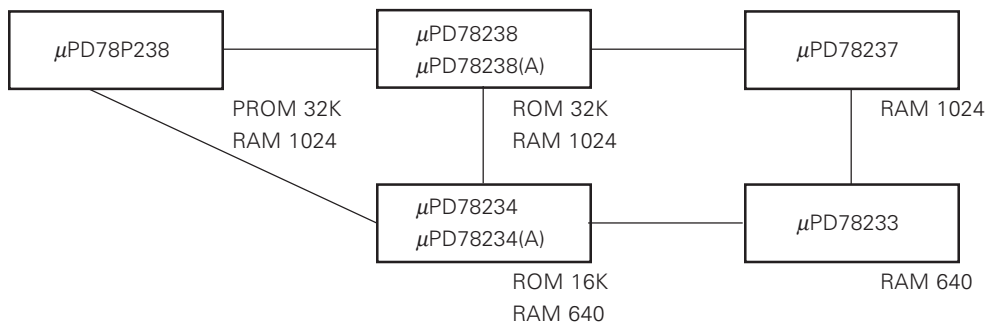 μPD78P238
PROM 32K
RAM 1024
μPD78238
μPD78238(A)
ROM 32K
RAM 1024
μPD78237
RAM 1024
μPD78234
μPD78234(A)
ROM 16K
RAM 640
μPD78233
RAM 640